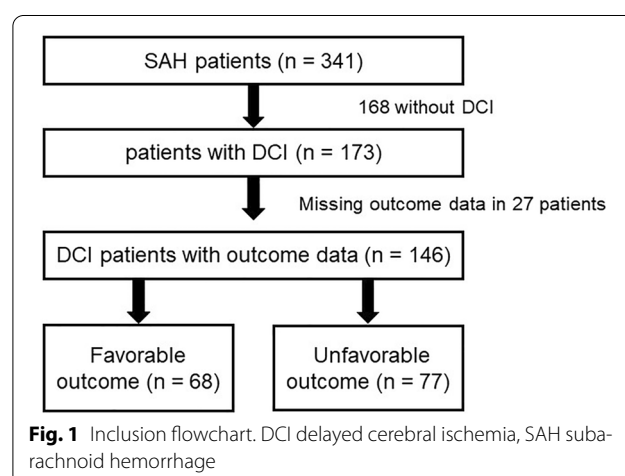 SAH patients (n = 341)
168 without DCI
patients with DCI (n = 173)
Missing outcome data in 27 patients
DCI patients with outcome data (n = 146)
Favorable
outcome (n = 68)
Unfavorable
outcome (n = 77)
Fig. 1 Inclusion flowchart. DCI delayed cerebral ischemia, SAH suba-
rachnoid hemorrhage